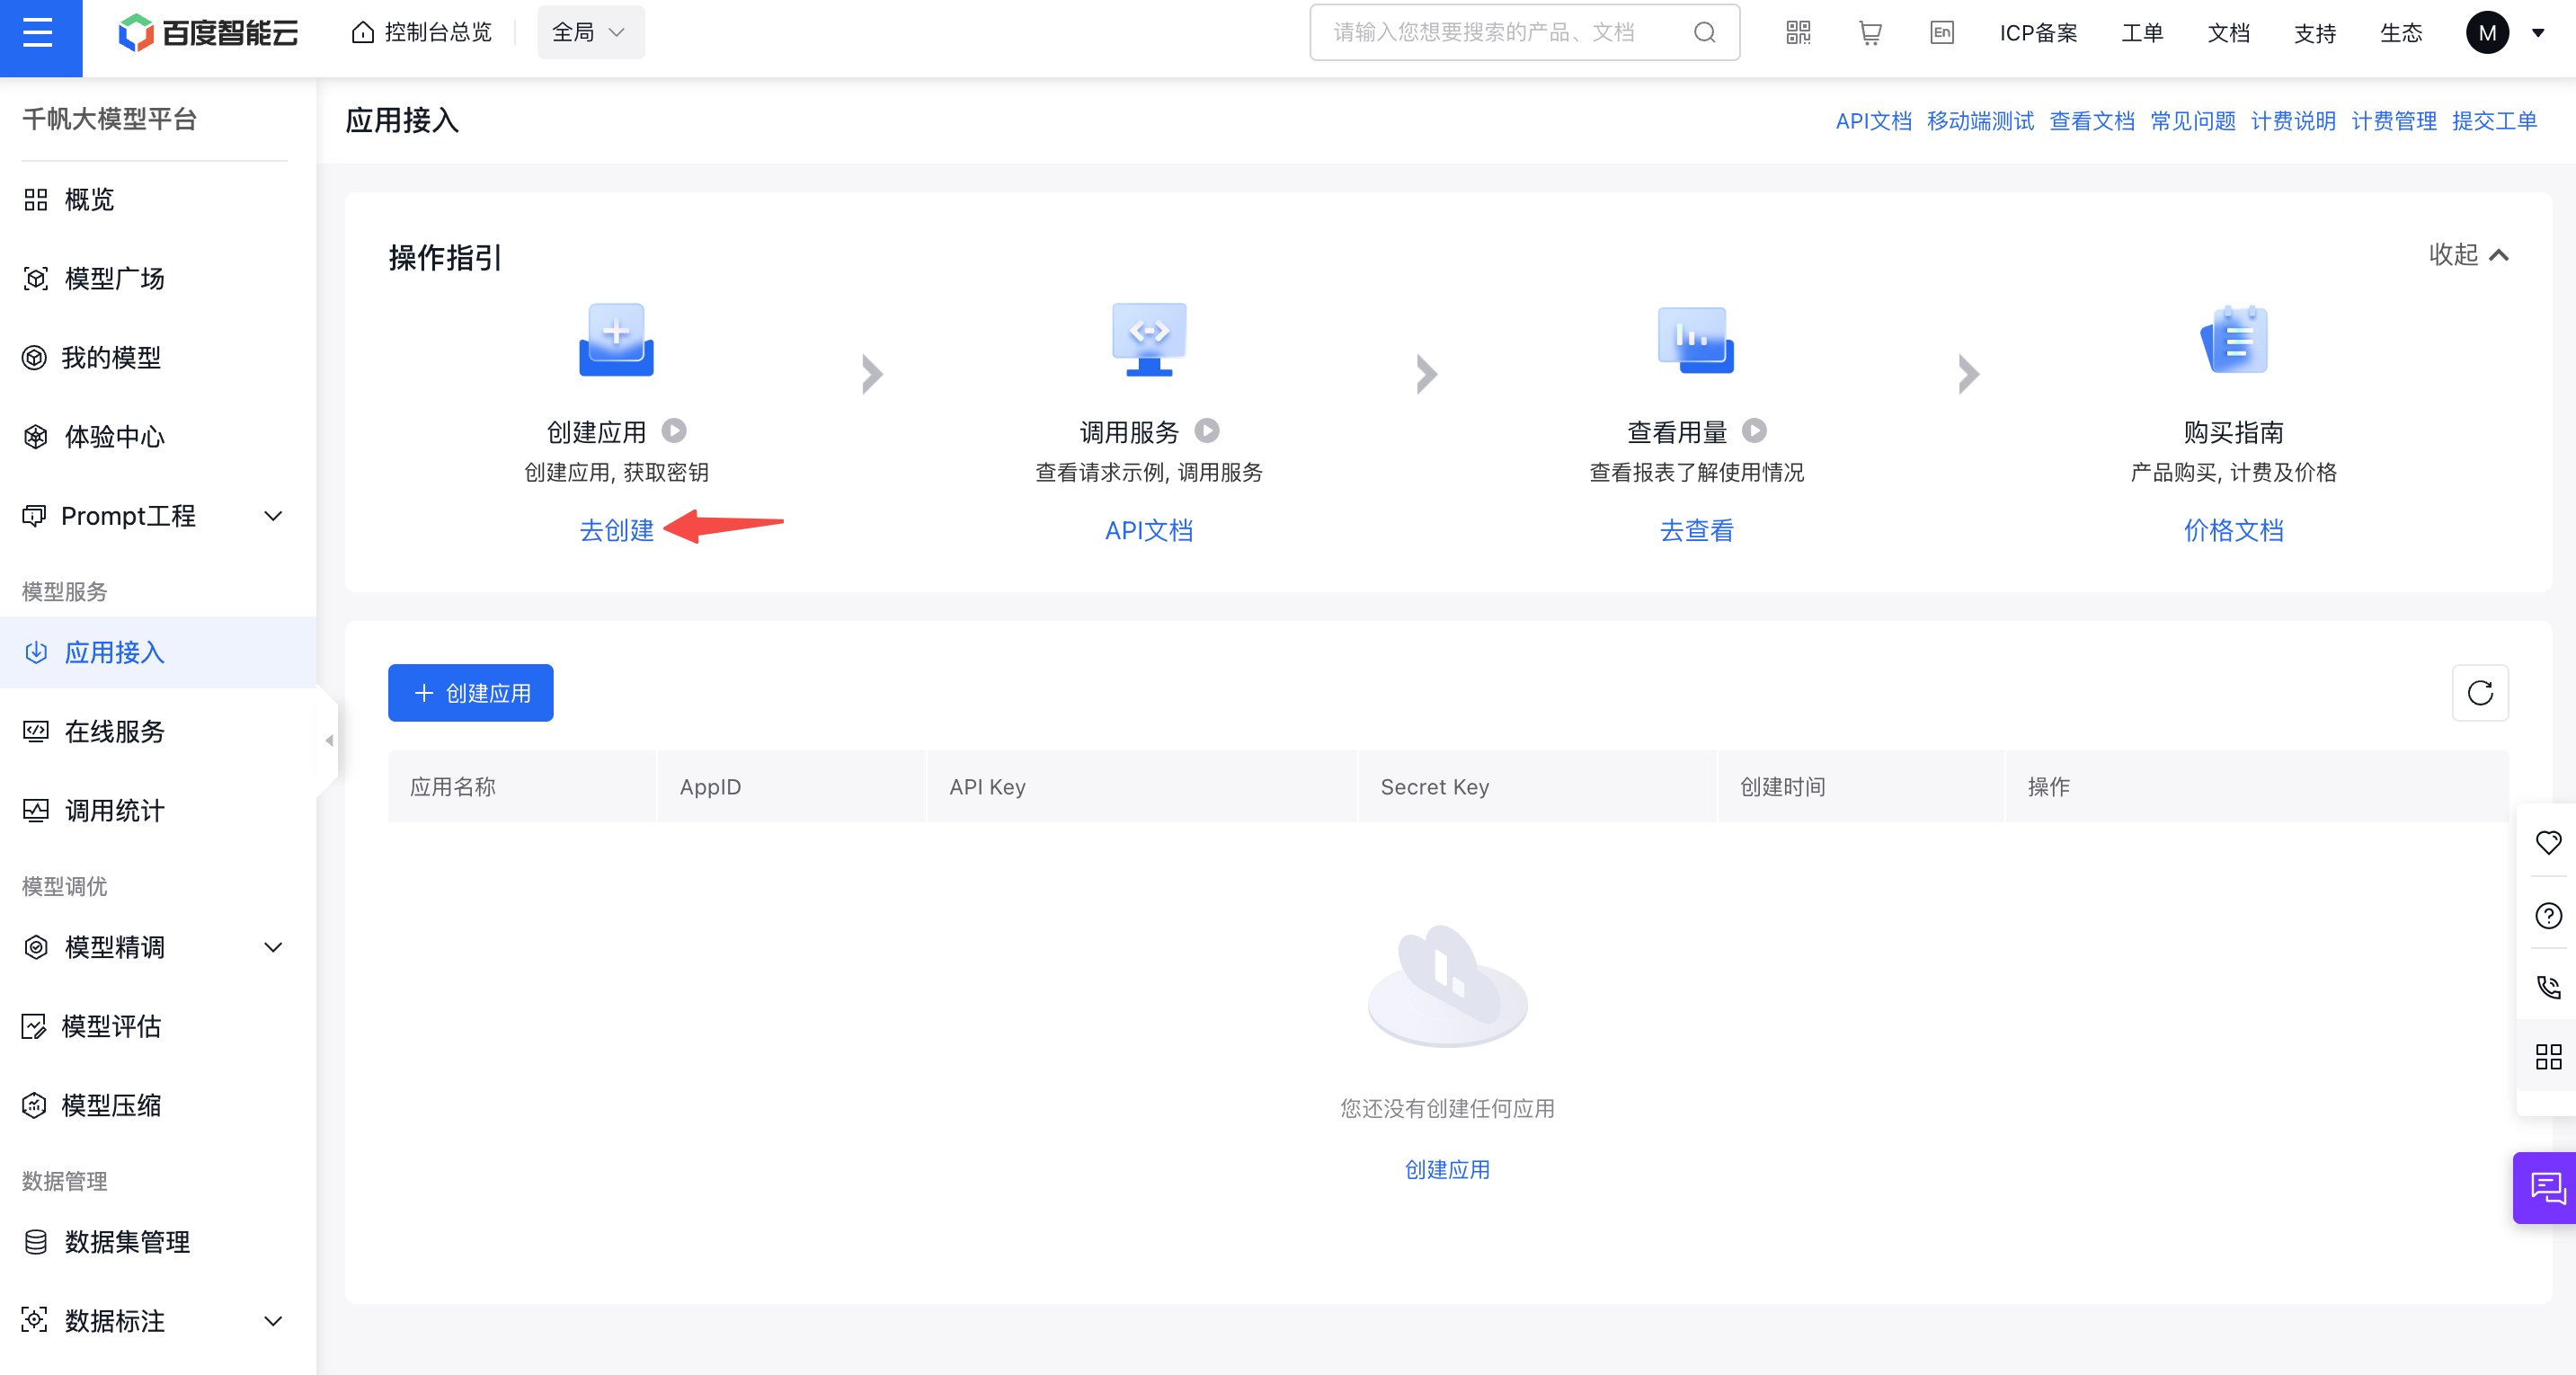 百度智能云
控制台总览
全局
请输入您想要搜索的产品、文档
En
ICP备案
工单
文档
支持
生态
M
千帆大模型平台
概览
模型广场
我的模型
体验中心
Prompt工程
模型服务
应用接入
在线服务
调用统计
模型调优
模型精调
模型评估
模型压缩
数据管理
数据集管理
数据标注
应用接入
API文档 移动端测试 查看文档 常见问题 计费说明 计费管理 提交工单
操作指引
收起
创建应用
创建应用, 获取密钥
去创建
调用服务
查看请求示例, 调用服务
API文档
查看用量
查看报表了解使用情况
去查看
购买指南
产品购买, 计费及价格
价格文档
创建应用
应用名称 AppID API Key Secret Key 创建时间 操作
您还没有创建任何应用
创建应用